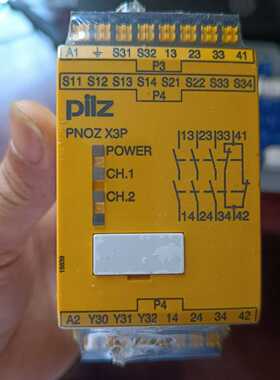 A1 ⏚ S31 S32 13 23 33 41
P3
S11 S12 S13 S14 S21 S22 S33 S34
P4
pilz
PNOZ X3P
POWER
CH.1
CH.2
13 23 33 41
14 24 34 42
P4
A2 Y30 Y31 Y32 14 24 34 42